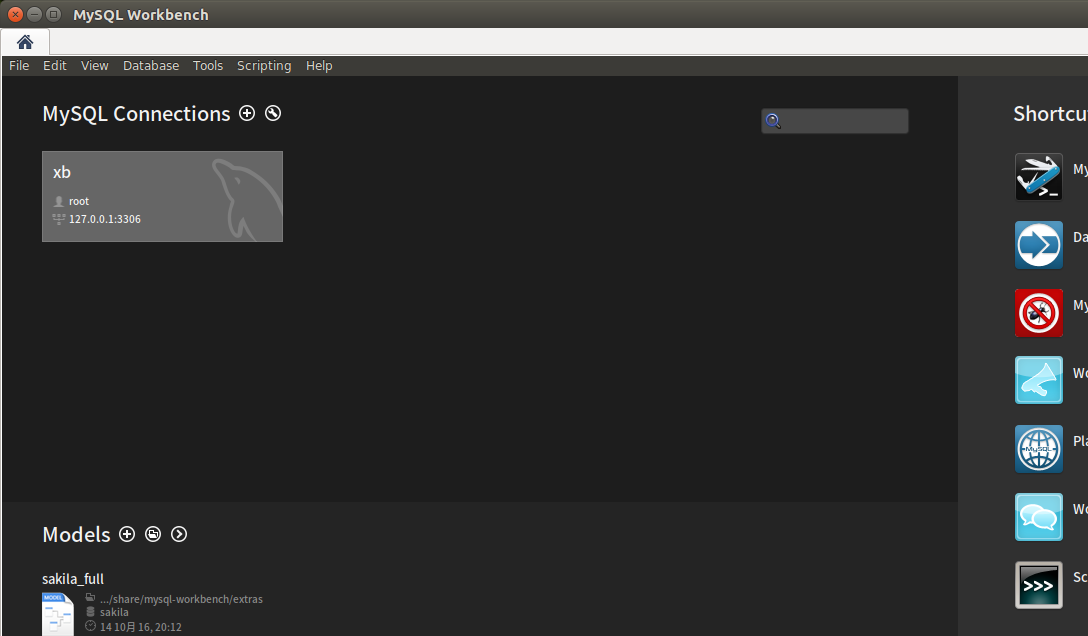 MySQL Workbench
File Edit View Database Tools Scripting Help
MySQL Connections
Shortcu
xb
root
127.0.0.1:3306
My
Da
My
Wo
Pla
MySQL
Wo
Sc
>>>
Models
sakila_full
MODEL
.../share/mysql-workbench/extras
sakila
14 10月 16, 20:12